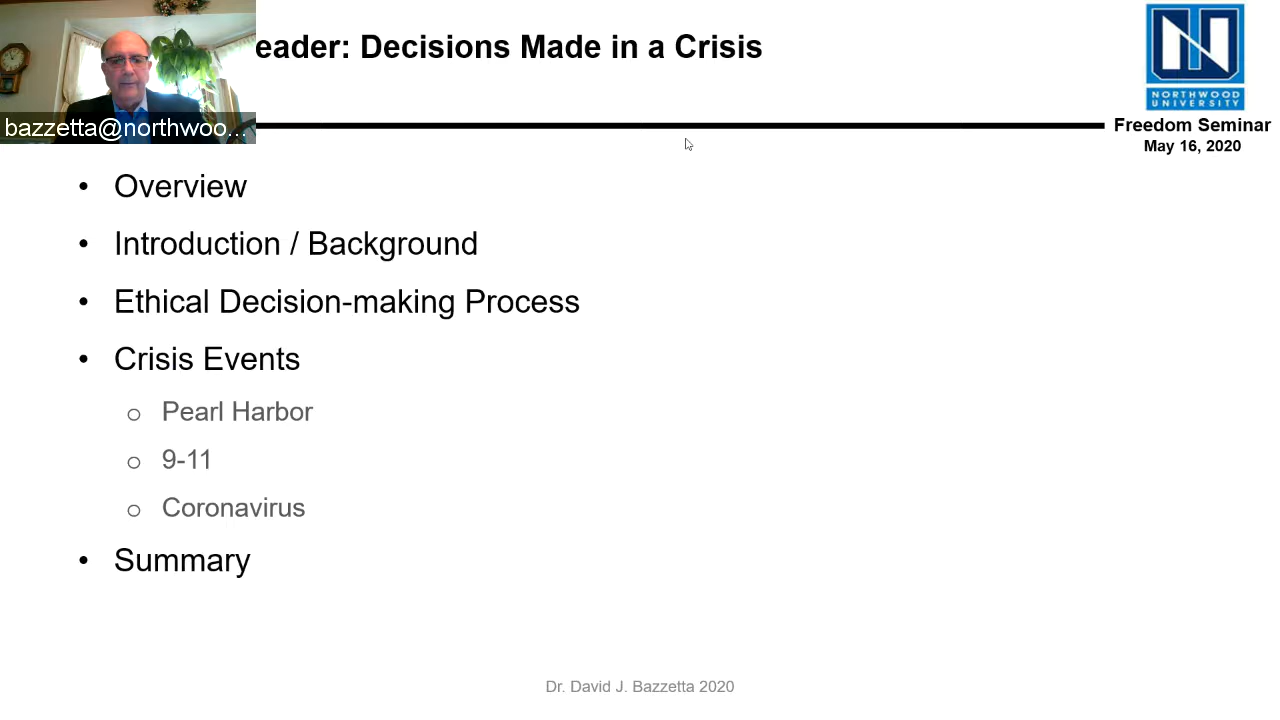 eader: Decisions Made in a Crisis
bazzetta@northwoo...
NORTHWOOD
UNIVERSITY
Freedom Seminar
May 16, 2020
• Overview
• Introduction / Background
• Ethical Decision-making Process
• Crisis Events
o Pearl Harbor
o 9-11
o Coronavirus
• Summary
Dr. David J. Bazzetta 2020